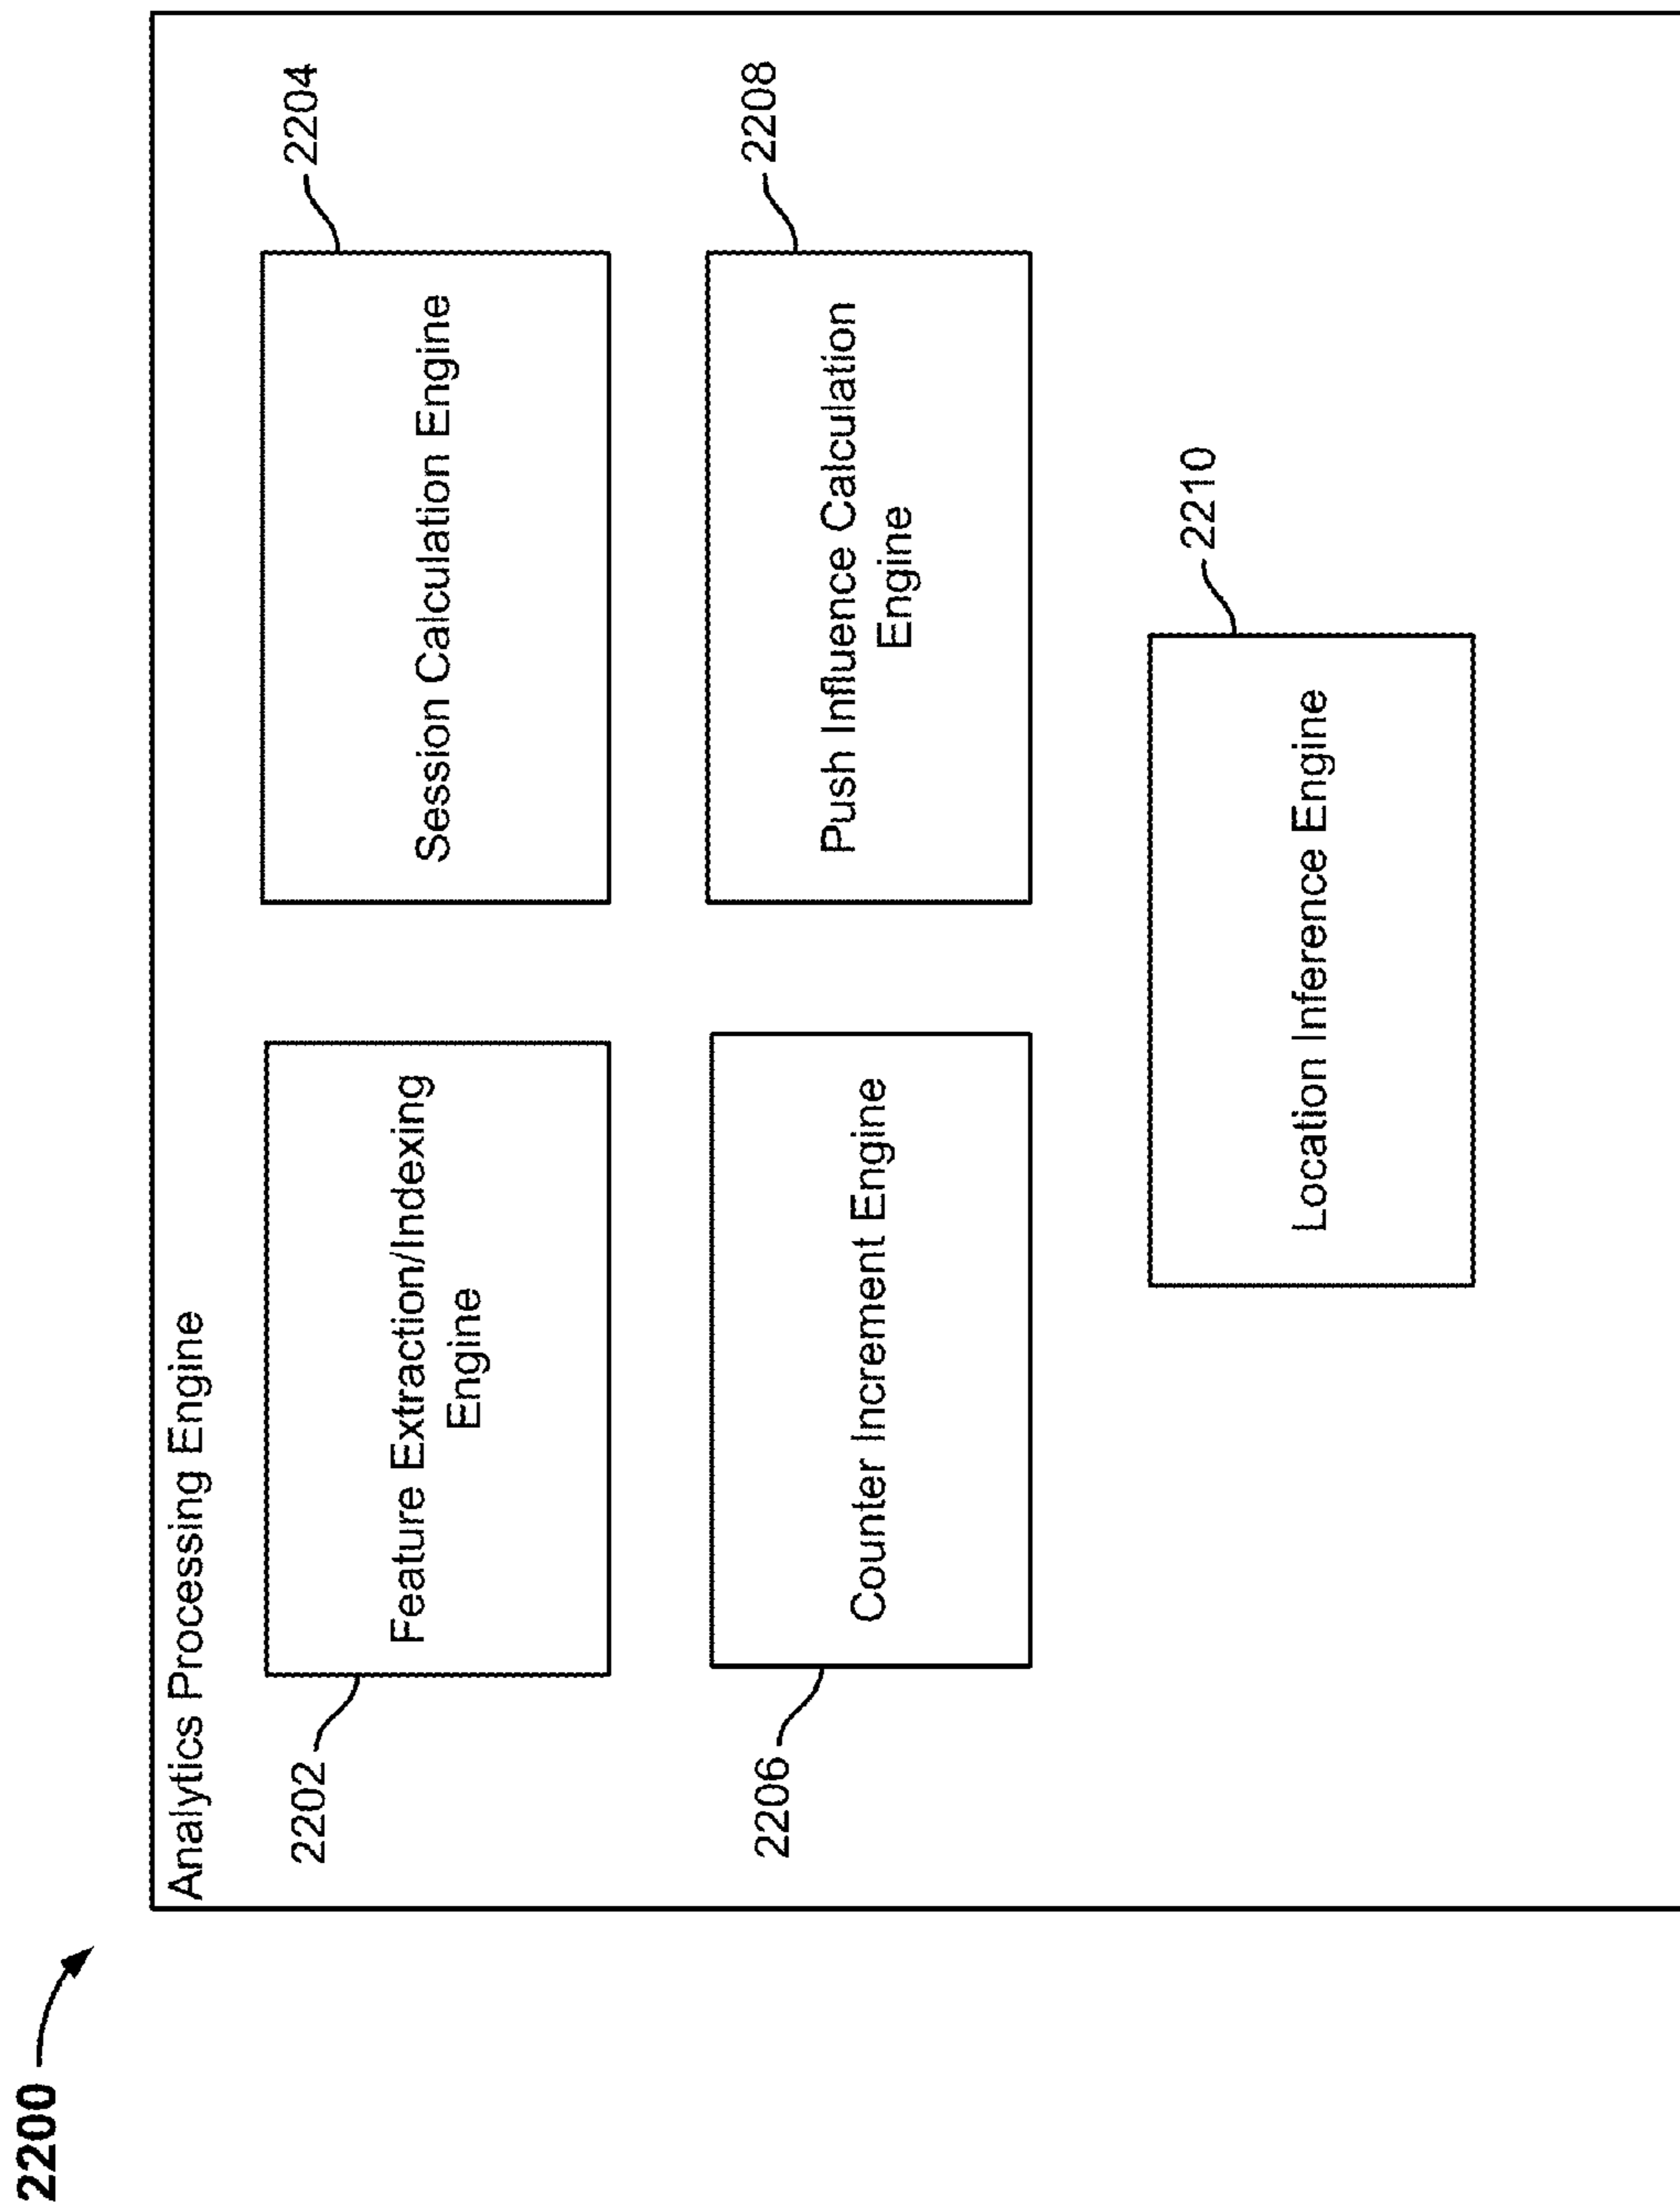 2200
Analytics Processing Engine
2202
Feature Extraction/Indexing
Engine
Session Calculation Engine
2204
2206
Counter Increment Engine
Push Influence Calculation
Engine
2208
Location Inference Engine
2210